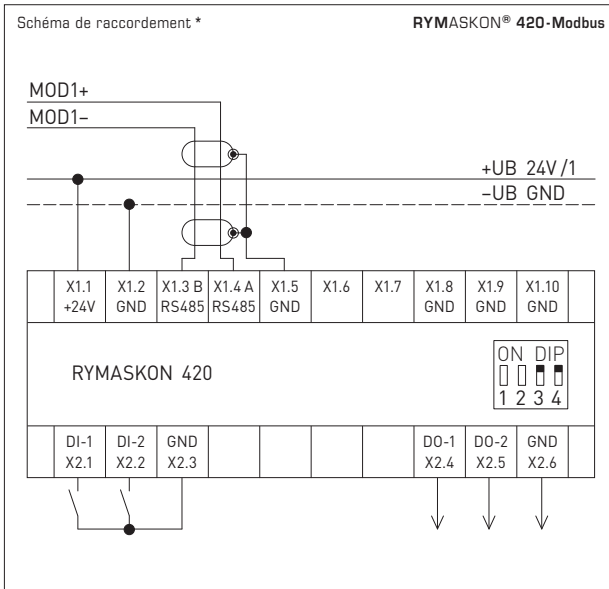 Schéma de raccordement *
RYMASKON® 420-Modbus
MOD1+
MOD1–
+UB 24V/1
–UB GND
X1.1 X1.2 X1.3 B X1.4 A X1.5 X1.6 X1.7 X1.8 X1.9 X1.10
+24V GND RS485 RS485 GND GND GND GND
RYMASKON 420
ON DIP
1 2 3 4
DI-1 DI-2 GND DO-1 DO-2 GND
X2.1 X2.2 X2.3 X2.4 X2.5 X2.6